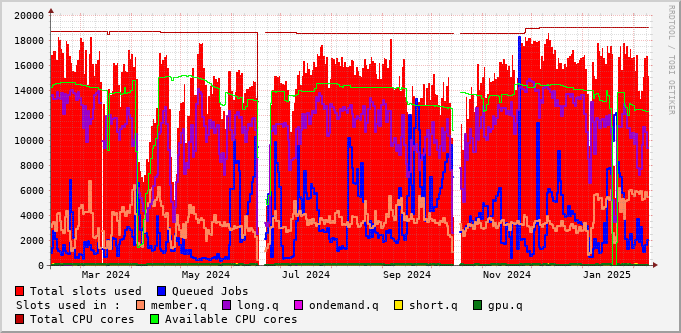 20000
18000
16000
14000
12000
10000
8000
6000
4000
2000
0
Mar 2024 May 2024 Jul 2024 Sep 2024 Nov 2024 Jan 2025
RRDTOOL / TOBI OETIKER
Total slots used Queued Jobs
Slots used in : member.q long.q ondemand.q short.q gpu.q
Total CPU cores Available CPU cores